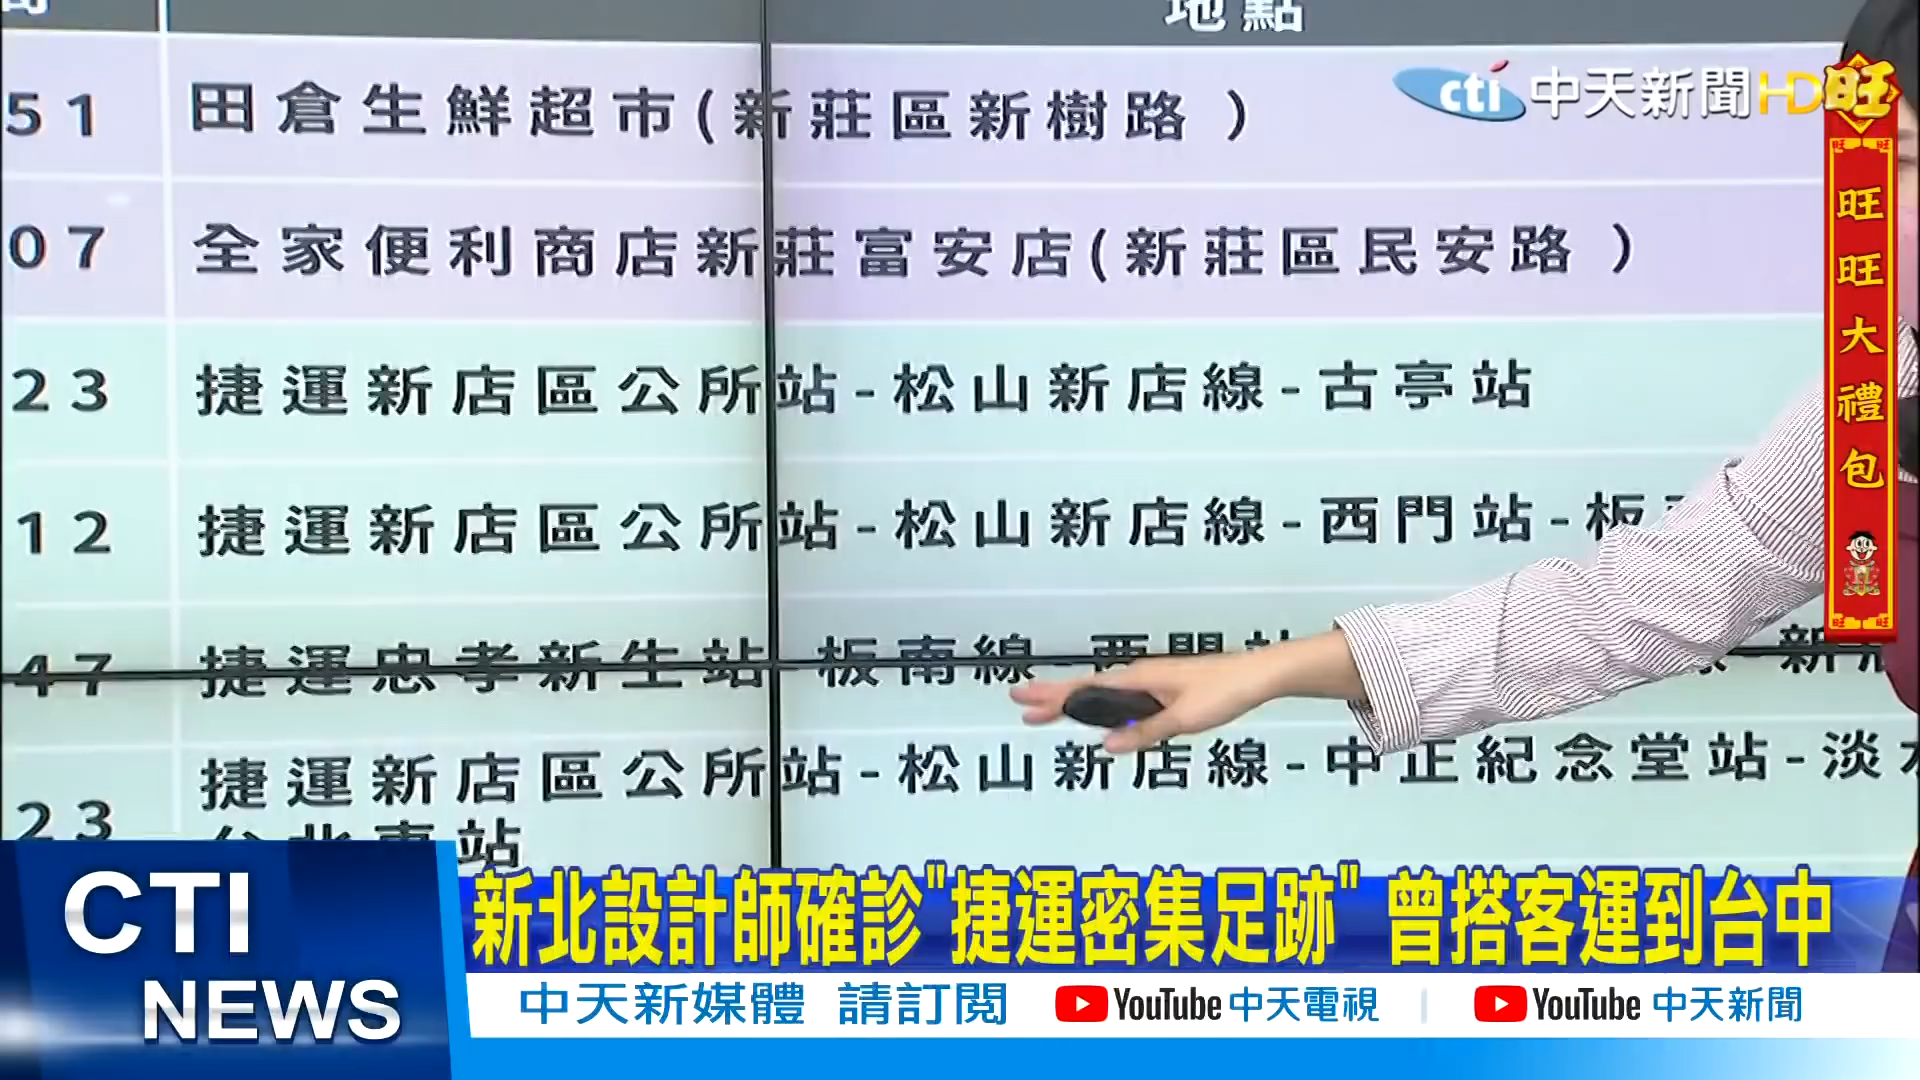 地點
51 田倉生鮮超市(新莊區新樹路 )
07 全家便利商店新莊富安店(新莊區民安路 )
23 捷運新店區公所站-松山新店線-古亭站
12 捷運新店區公所站-松山新店線-西門站-板
47 捷運忠孝新生站-板南線-西門站
23 捷運新店區公所站-松山新店線-中正紀念堂站-淡
站
cti 中天新聞HD
旺
旺旺大禮包
CTI NEWS
新北設計師確診"捷運密集足跡" 曾搭客運到台中
中天新媒體 請訂閱 YouTube 中天電視 | YouTube 中天新聞